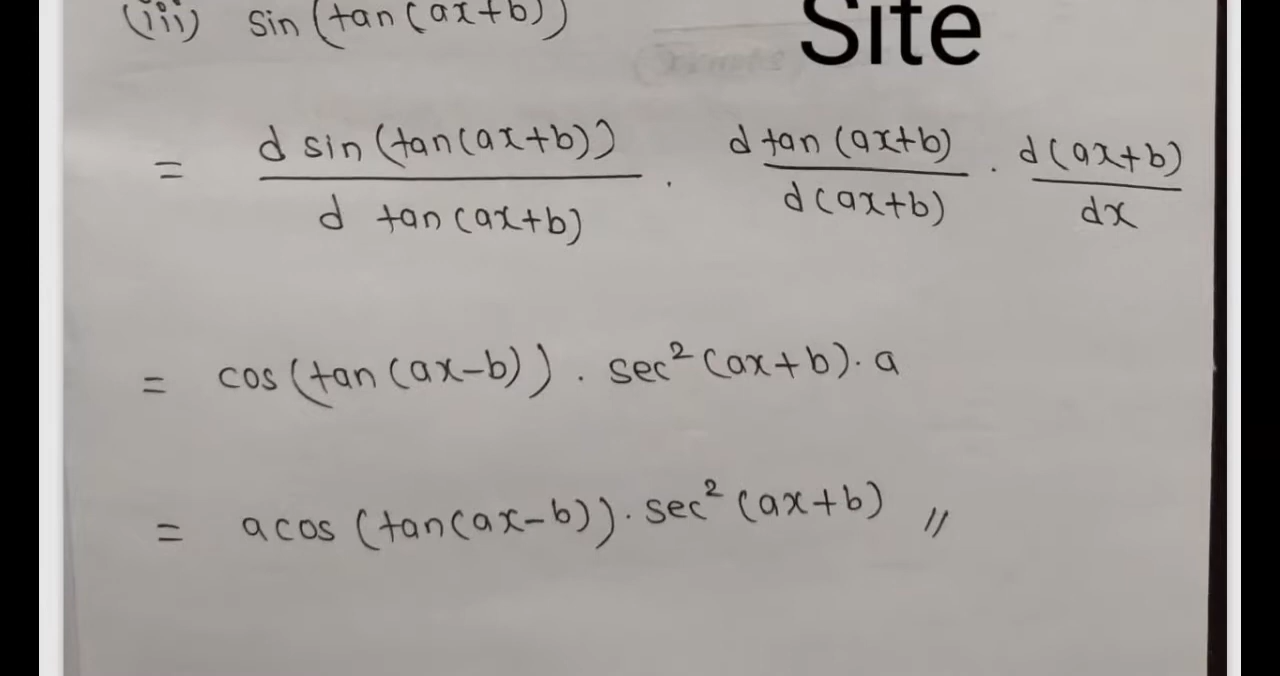 (iii) sin (tan (ax+b))
Site
= d sin (tan(ax+b)) / d tan (ax+b) . d tan (ax+b) / d(ax+b) . d(ax+b) / dx
= cos (tan (ax-b)) . sec² (ax+b). a
= a cos (tan(ax-b)). sec² (ax+b) //